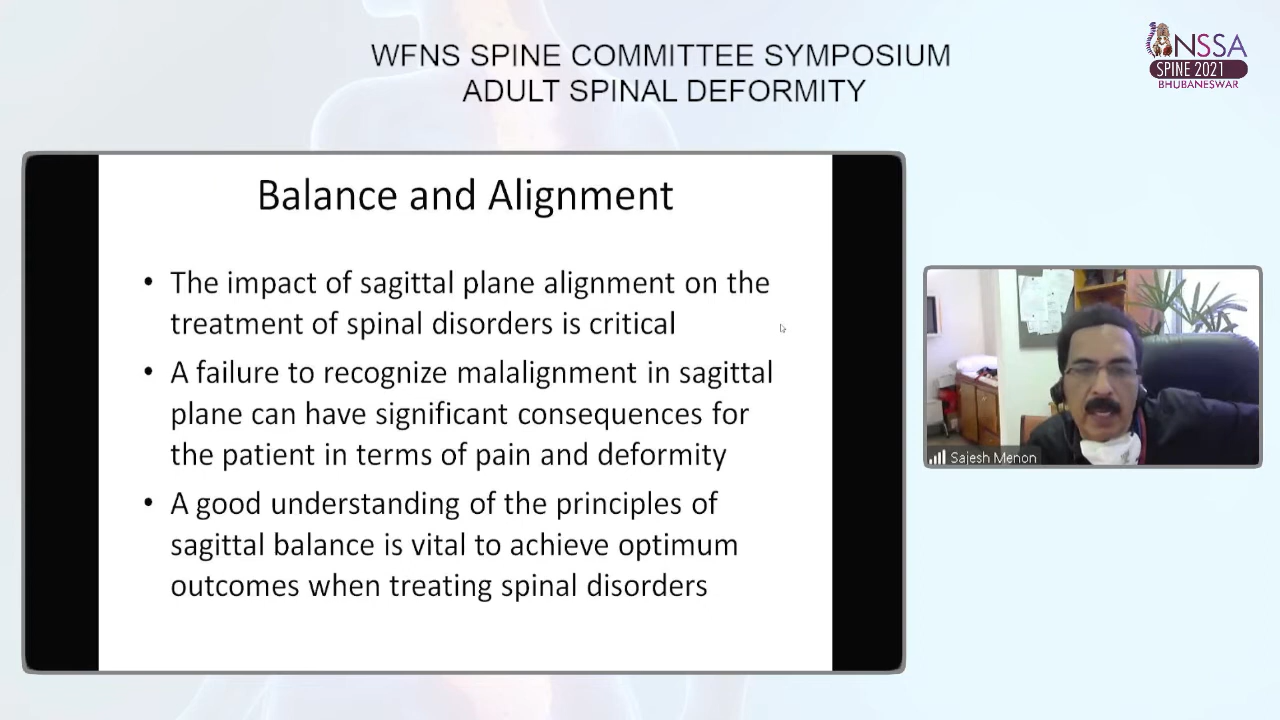 WFNS SPINE COMMITTEE SYMPOSIUM
ADULT SPINAL DEFORMITY
NSSA
SPINE 2021
BHUBANESWAR
Balance and Alignment
• The impact of sagittal plane alignment on the
treatment of spinal disorders is critical
• A failure to recognize malalignment in sagittal
plane can have significant consequences for
the patient in terms of pain and deformity
• A good understanding of the principles of
sagittal balance is vital to achieve optimum
outcomes when treating spinal disorders
Sajesh Menon